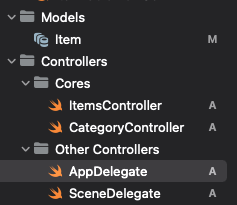 Models
Item M
Controllers
Cores
ItemsController A
CategoryController A
Other Controllers
AppDelegate A
SceneDelegate A